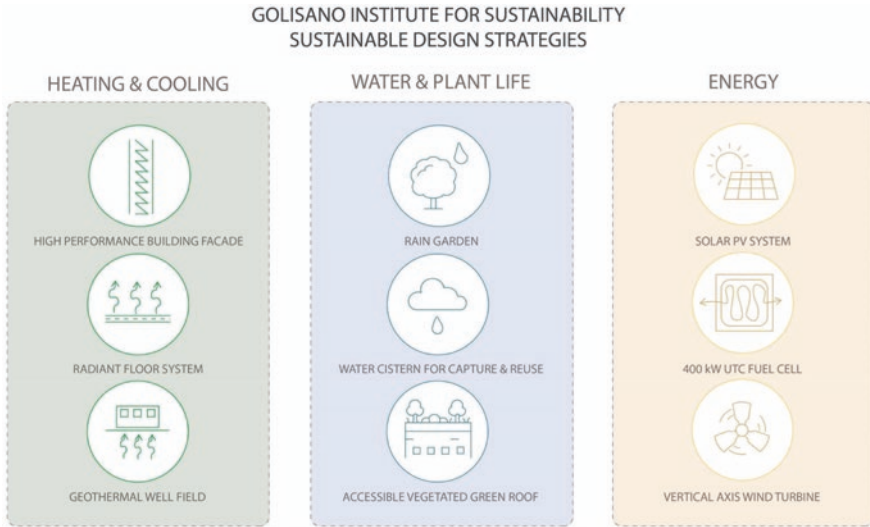 GOLISANO INSTITUTE FOR SUSTAINABILITY
SUSTAINABLE DESIGN STRATEGIES
HEATING & COOLING
HIGH PERFORMANCE BUILDING FACADE
RADIANT FLOOR SYSTEM
GEOTHERMAL WELL FIELD
WATER & PLANT LIFE
RAIN GARDEN
WATER CISTERN FOR CAPTURE & REUSE
ACCESSIBLE VEGETATED GREEN ROOF
ENERGY
SOLAR PV SYSTEM
400 kW UTC FUEL CELL
VERTICAL AXIS WIND TURBINE